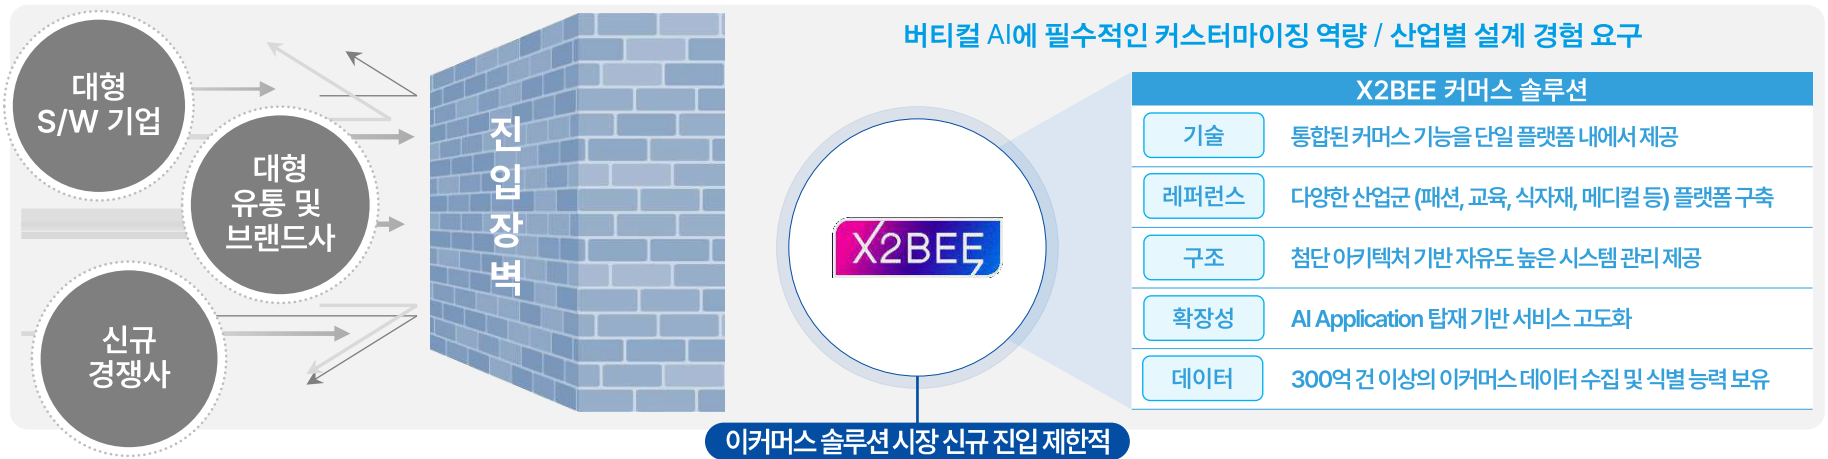 대형
S/W 기업
대형
유통 및
브랜드사
신규
경쟁사
진
입
장
벽
버티컬 AI에 필수적인 커스터마이징 역량 / 산업별 설계 경험 요구
X2BEE
X2BEE 커머스 솔루션
기술 통합된 커머스 기능을 단일 플랫폼 내에서 제공
레퍼런스 다양한 산업군 (패션, 교육, 식자재, 메디컬 등) 플랫폼 구축
구조 첨단 아키텍처 기반 자유도 높은 시스템 관리 제공
확장성 AI Application 탑재 기반 서비스 고도화
데이터 300억 건 이상의 이커머스 데이터 수집 및 식별 능력 보유
이커머스 솔루션 시장 신규 진입 제한적